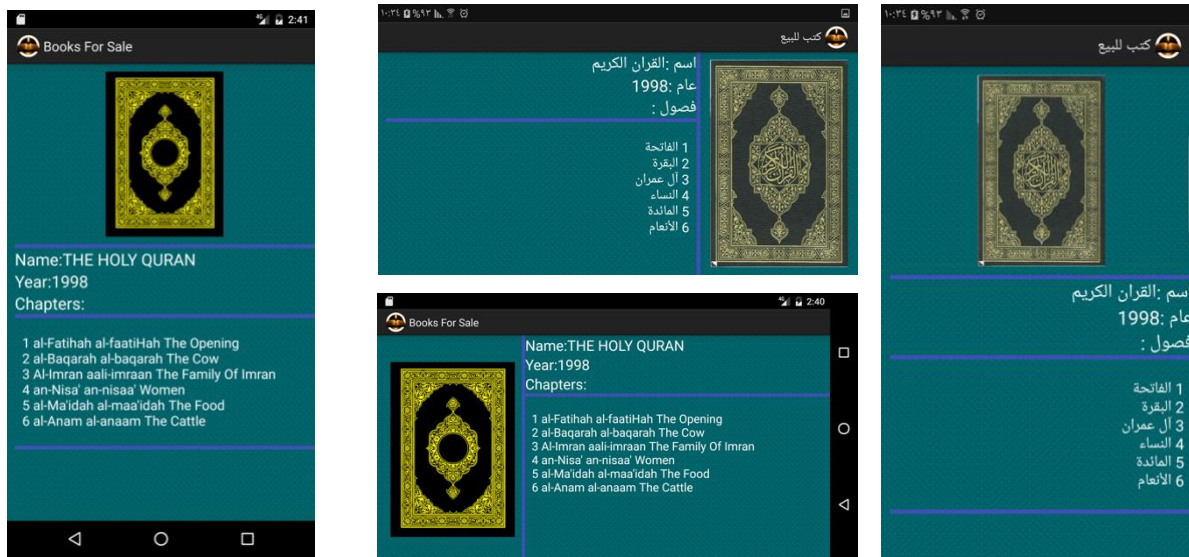 2:41
Books For Sale
Name:THE HOLY QURAN
Year:1998
Chapters:
1 al-Fatihah al-faatiHah The Opening
2 al-Baqarah al-baqarah The Cow
3 Al-Imran aali-imraan The Family Of Imran
4 an-Nisa' an-nisaa' Women
5 al-Ma'idah al-maa'idah The Food
6 al-Anam al-anaam The Cattle
١٠:٣٤ %٩٣
كتب للبيع
اسم :القران الكريم
عام :1998
فصول :
1 الفاتحة
2 البقرة
3 آل عمران
4 النساء
5 المائدة
6 الأنعام
2:40
Books For Sale
Name:THE HOLY QURAN
Year:1998
Chapters:
1 al-Fatihah al-faatiHah The Opening
2 al-Baqarah al-baqarah The Cow
3 Al-Imran aali-imraan The Family Of Imran
4 an-Nisa' an-nisaa' Women
5 al-Ma'idah al-maa'idah The Food
6 al-Anam al-anaam The Cattle
١٠:٣٤ %٩٣
كتب للبيع
اسم :القران الكريم
عام :1998
فصول :
1 الفاتحة
2 البقرة
3 آل عمران
4 النساء
5 المائدة
6 الأنعام